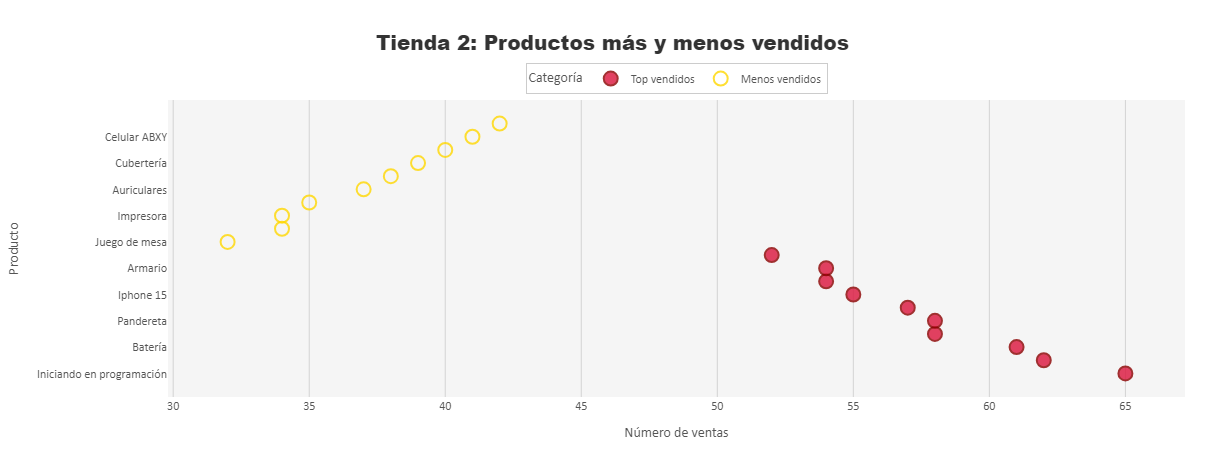 Tienda 2: Productos más y menos vendidos
Categoría Top vendidos Menos vendidos
Producto
Celular ABXY
Cubertería
Auriculares
Impresora
Juego de mesa
Armario
Iphone 15
Pandereta
Batería
Iniciando en programación
30 35 40 45 50 55 60 65
Número de ventas